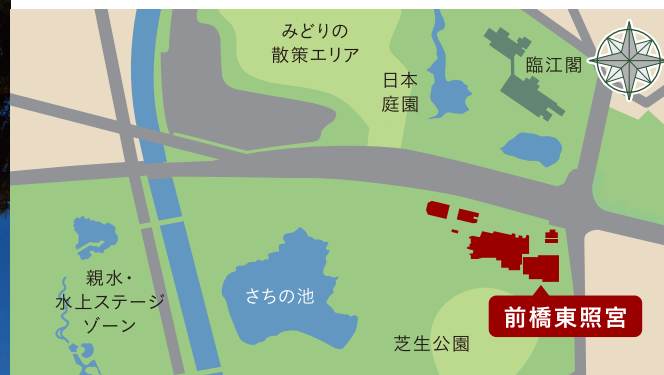 みどりの
散策エリア
日本
庭園
臨江閣
親水・
水上ステージ
ゾーン
さちの池
芝生公園
前橋東照宮